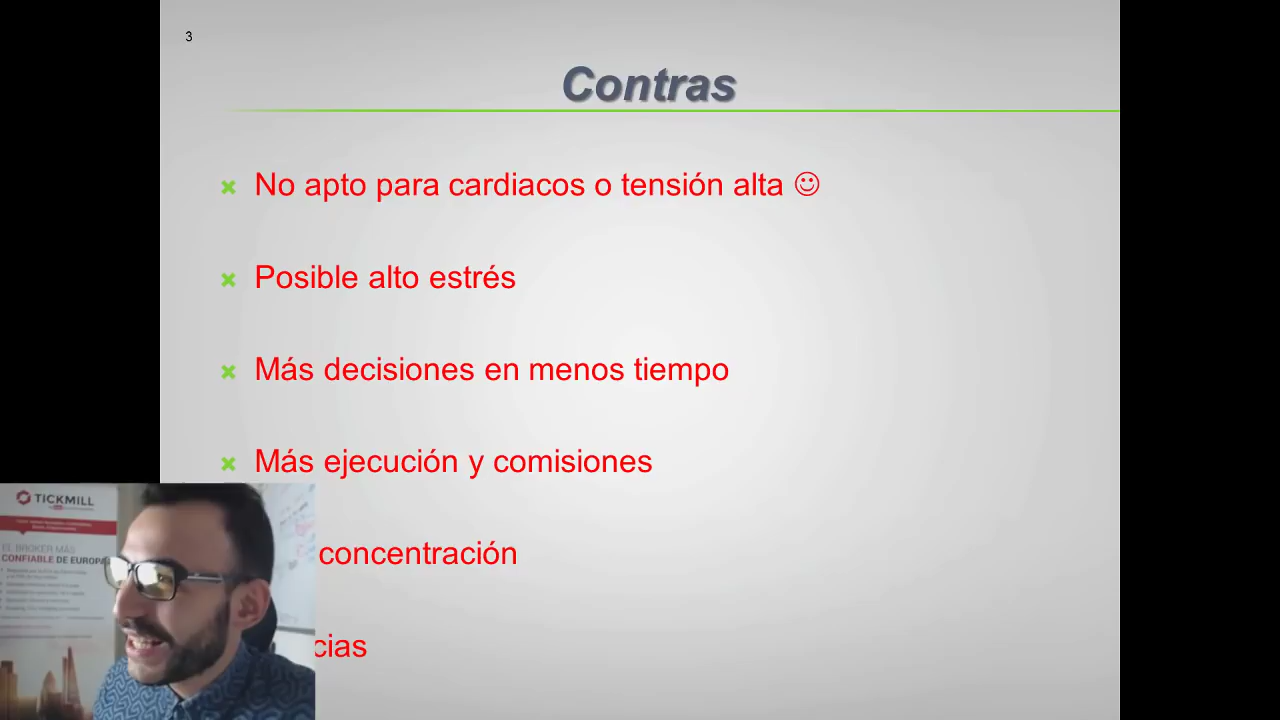 3
Contras
No apto para cardiacos o tensión alta ☺
Posible alto estrés
Más decisiones en menos tiempo
Más ejecución y comisiones
concentración
cias
TICKMILL
EL BROKER MÁS
CONFIABLE DE EUROPA